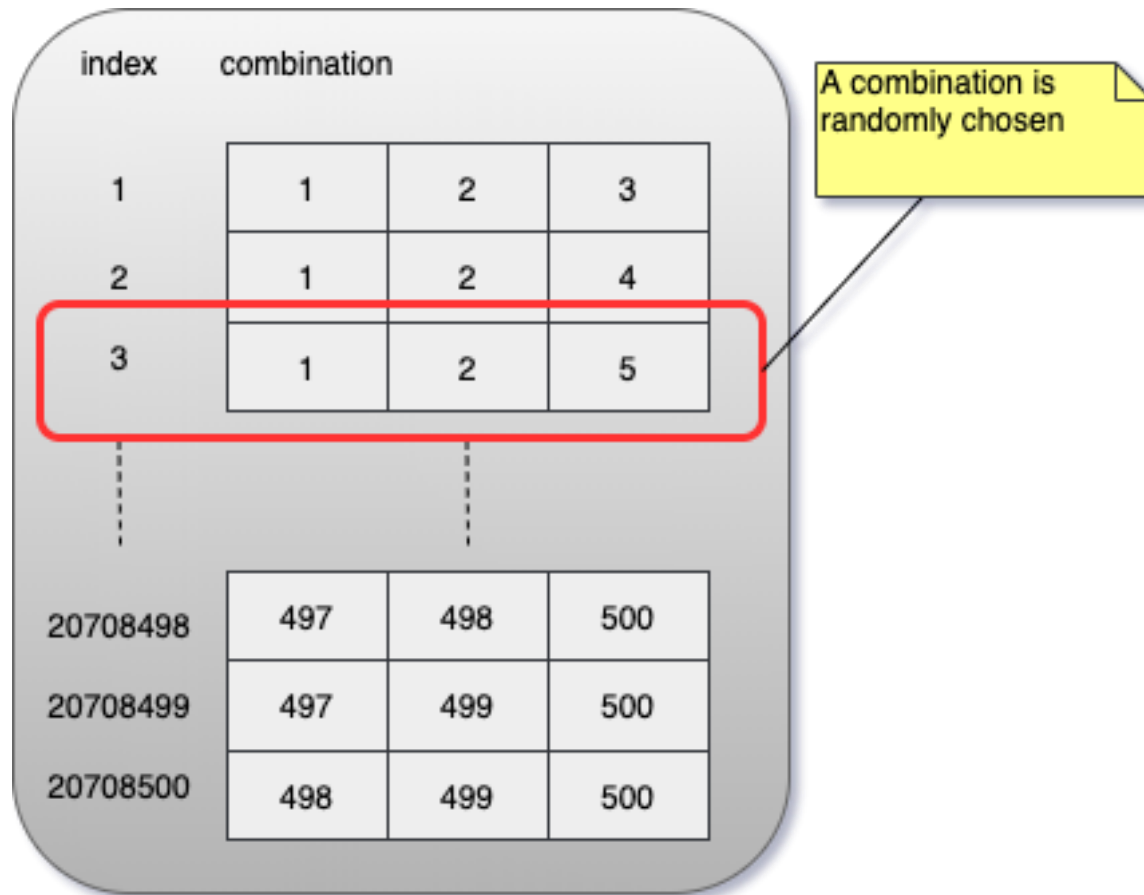 index combination
A combination is
randomly chosen
1 1 2 3
2 1 2 4
3 1 2 5
20708498 497 498 500
20708499 497 499 500
20708500 498 499 500